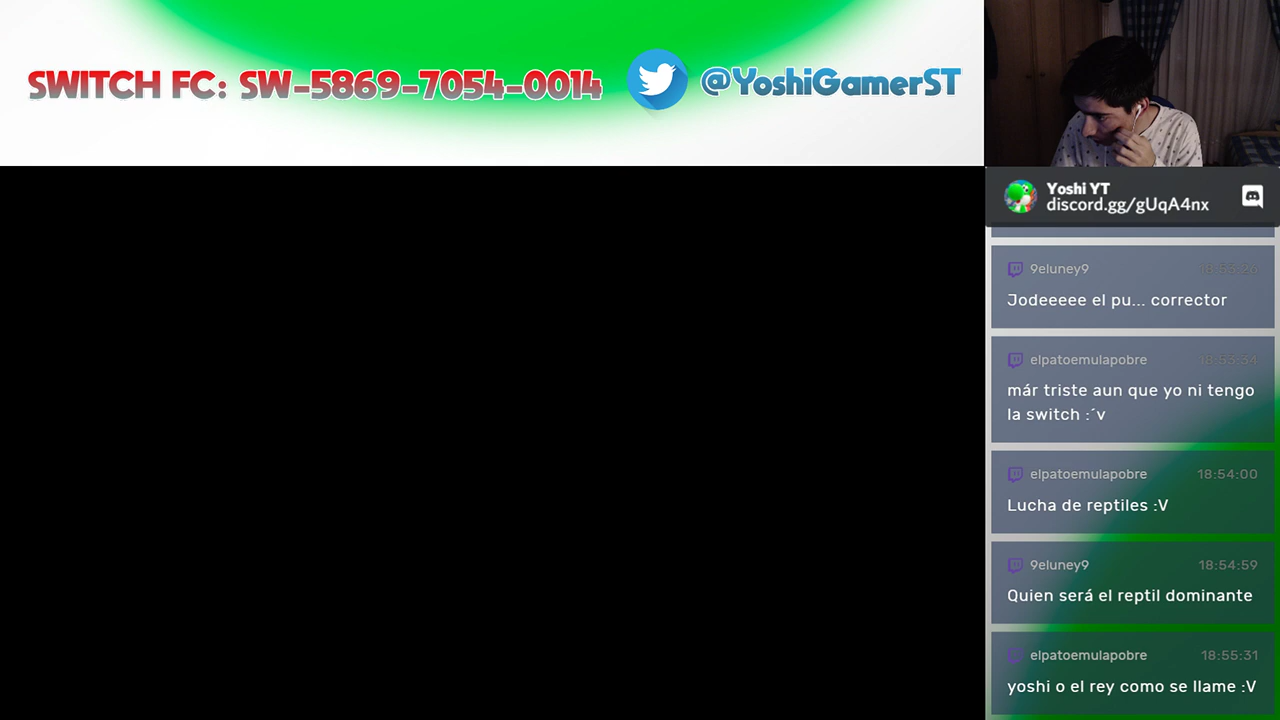 SWITCH FC: SW-5869-7054-0014
@YoshiGamerST
Yoshi YT
discord.gg/gUqA4nx
9eluney9 18:53:26
Jodeeeee el pu... corrector
elpatoemulapobre 18:53:54
már triste aun que yo ni tengo
la switch :´v
elpatoemulapobre 18:54:00
Lucha de reptiles :V
9eluney9 18:54:59
Quien será el reptil dominante
elpatoemulapobre 18:55:31
yoshi o el rey como se llame :V